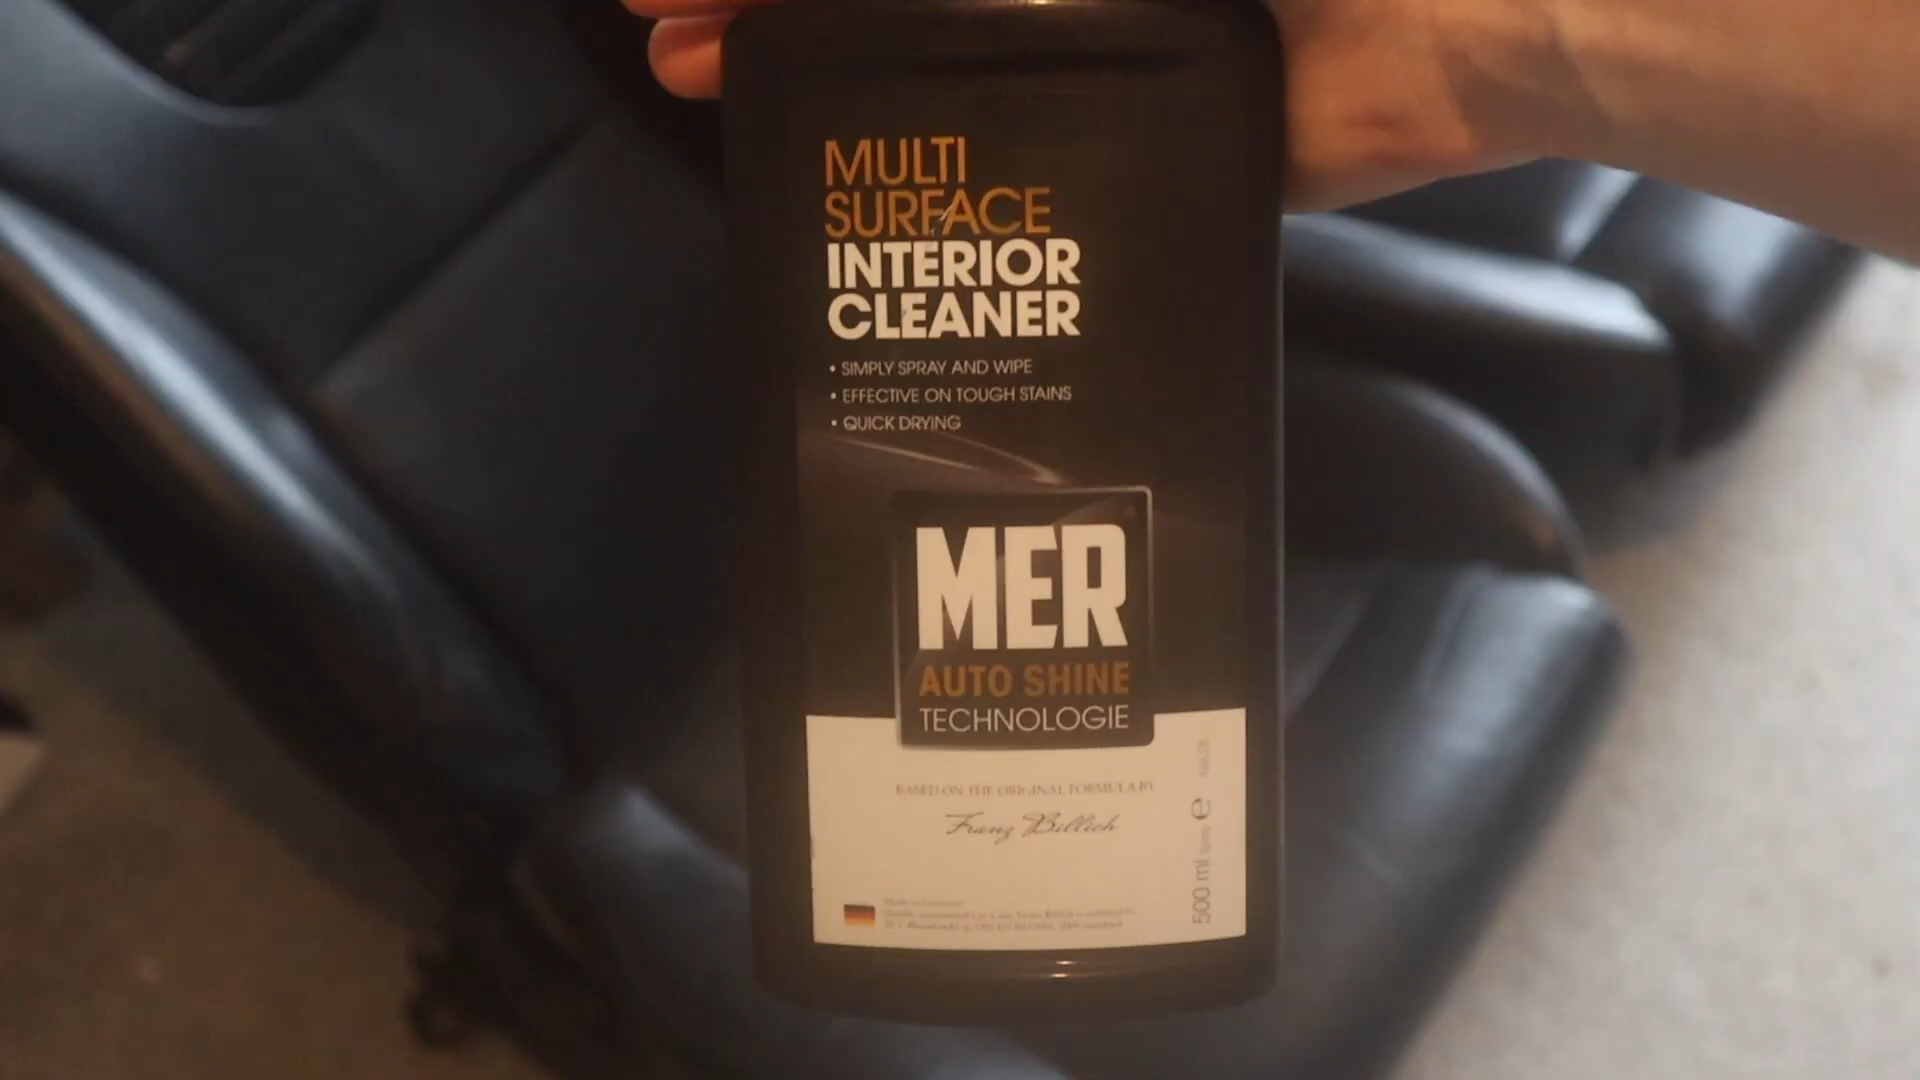 MULTI
SURFACE
INTERIOR
CLEANER
• SIMPLY SPRAY AND WIPE
• EFFECTIVE ON TOUGH STAINS
• QUICK DRYING
MER
AUTO SHINE
TECHNOLOGIE
BASED ON THE ORIGINAL FORMULA BY
Franz Billich
500 ml e